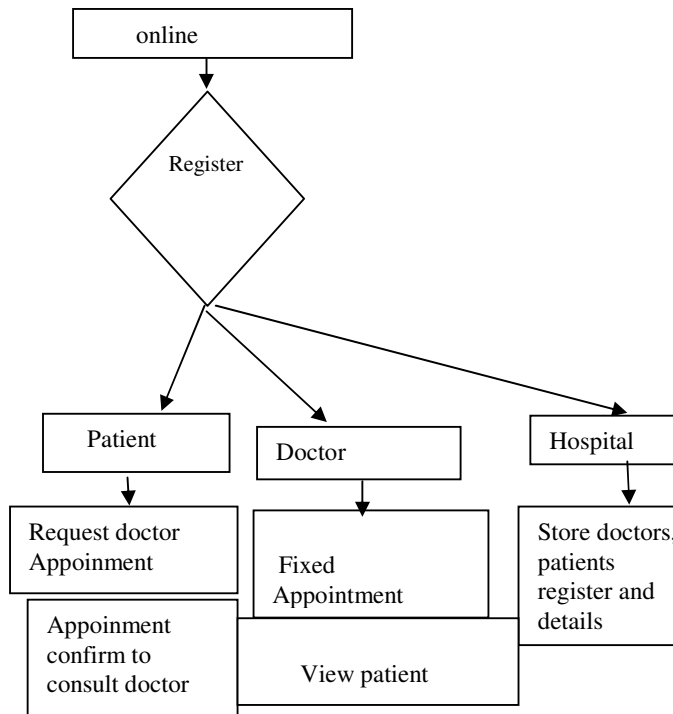 online
Register
Patient
Doctor
Hospital
Request doctor
Appoinment
Fixed
Appointment
Store doctors,
patients
register and
details
Appoinment
confirm to
consult doctor
View patient